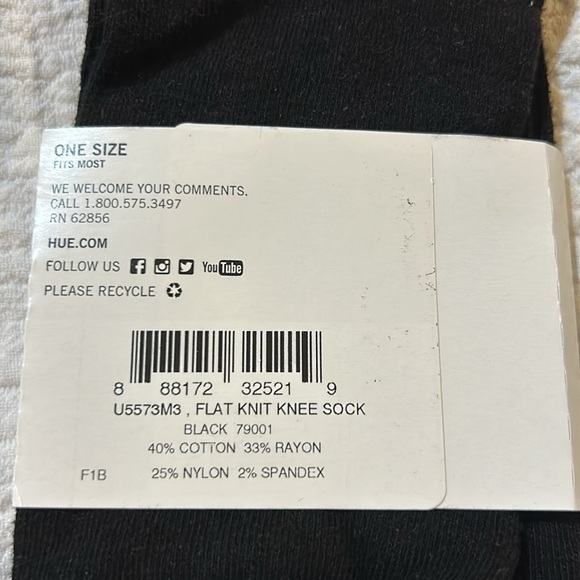 ONE SIZE
FITS MOST
WE WELCOME YOUR COMMENTS.
CALL 1.800.575.3497
RN 62856
HUE.COM
FOLLOW US You Tube
PLEASE RECYCLE
8 88172 32521 9
U5573M3 , FLAT KNIT KNEE SOCK
BLACK 79001
40% COTTON 33% RAYON
F1B 25% NYLON 2% SPANDEX